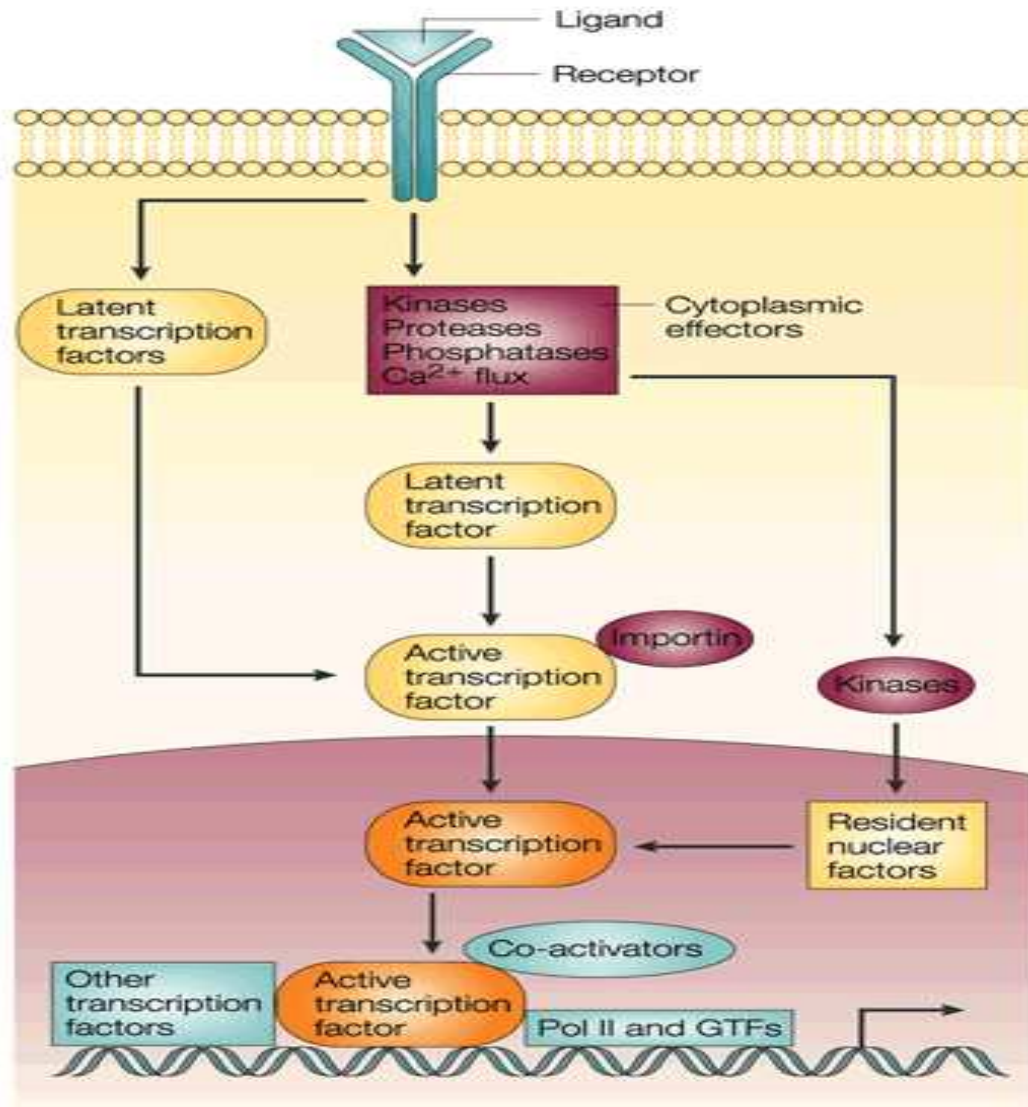 Ligand
Receptor
Latent
transcription
factors
Kinases
Proteases
Phosphatases
Ca2+ flux
Cytoplasmic
effectors
Latent
transcription
factor
Active
transcription
factor
Importin
Kinases
Active
transcription
factor
Resident
nuclear
factors
Co-activators
Other
transcription
factors
Active
transcription
factor
Pol II and GTFs